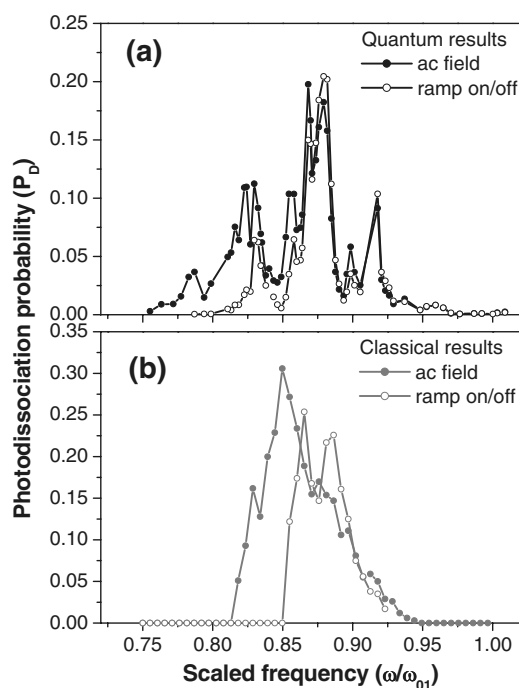 Photodissociation probability (P_D)
0.25
0.20
0.15
0.10
0.05
0.00
(a)
Quantum results
ac field
ramp on/off
0.35
0.30
0.25
0.20
0.15
0.10
0.05
0.00
(b)
Classical results
ac field
ramp on/off
0.75 0.80 0.85 0.90 0.95 1.00
Scaled frequency (ω/ω₀₁)